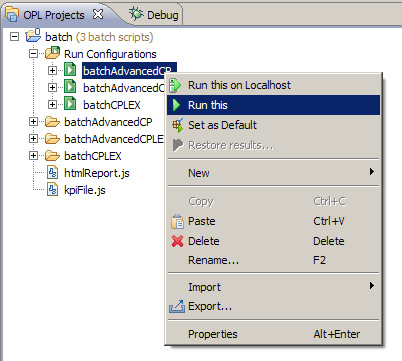 OPL Projects
Debug
batch (3 batch scripts)
Run Configurations
batchAdvancedCP
batchAdvancedC
batchCPLEX
batchAdvancedCP
batchAdvancedCPLE
batchCPLEX
htmlReport.js
kpiFile.js
Run this on Localhost
Run this
Set as Default
Restore results...
New
Copy Ctrl+C
Paste Ctrl+V
Delete Delete
Rename... F2
Import
Export...
Properties Alt+Enter